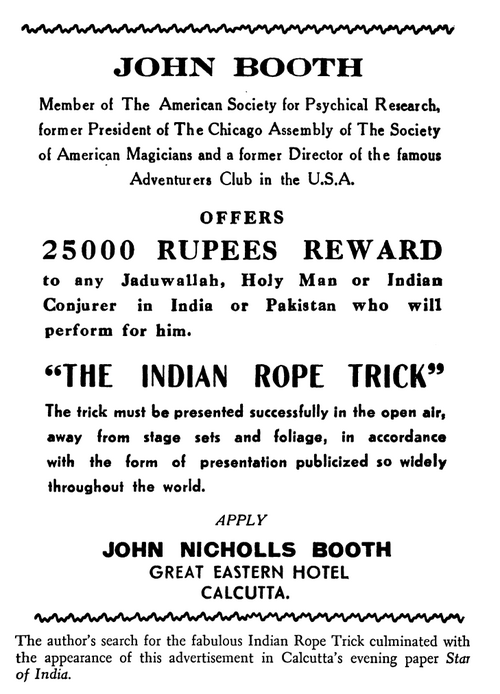 JOHN BOOTH
Member of The American Society for Psychical Research,
former President of The Chicago Assembly of The Society
of American Magicians and a former Director of the famous
Adventurers Club in the U.S.A.
OFFERS
25000 RUPEES REWARD
to any Jaduwallah, Holy Man or Indian
Conjurer in India or Pakistan who will
perform for him.
“THE INDIAN ROPE TRICK”
The trick must be presented successfully in the open air,
away from stage sets and foliage, in accordance
with the form of presentation publicized so widely
throughout the world.
APPLY
JOHN NICHOLLS BOOTH
GREAT EASTERN HOTEL
CALCUTTA.
The author's search for the fabulous Indian Rope Trick culminated with
the appearance of this advertisement in Calcutta's evening paper Star
of India.